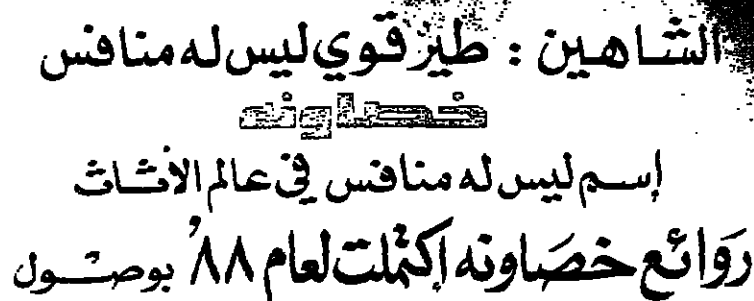 الشاهين : طير قوي ليس له منافس
خصاونه
إسم ليس له منافس في عالم الأثاث
روائع خصاونه إكتملت لعام ٨٨ بوصول